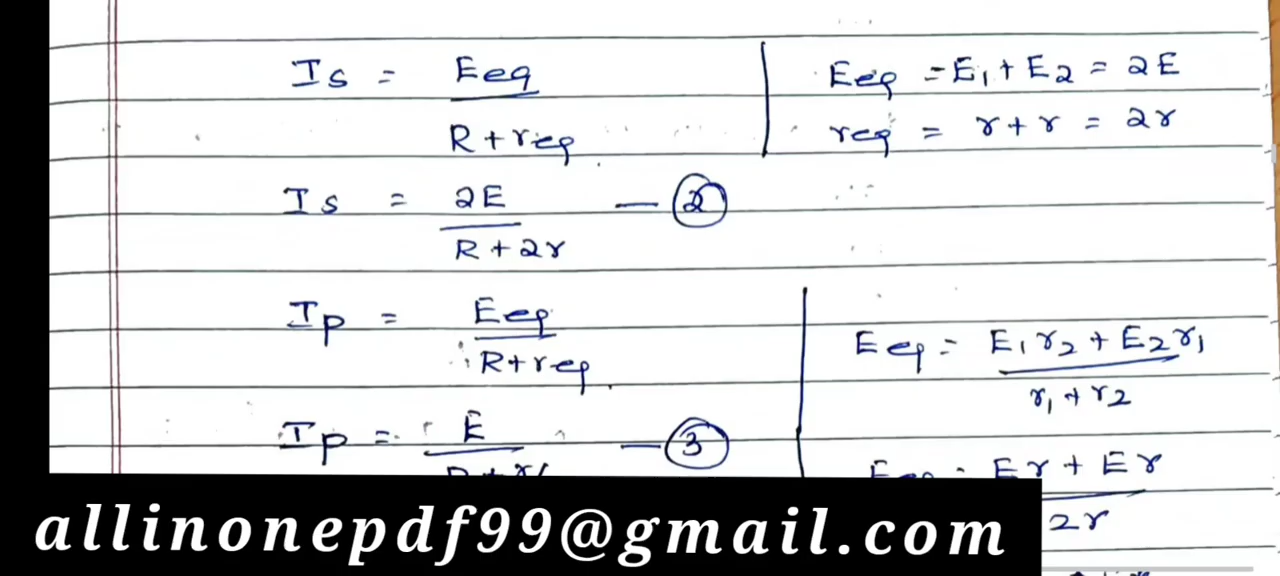 Is = Eeq / R + req | Eeq = E1 + E2 = 2E
req = r + r = 2r
Is = 2E / R + 2r — (2)
Ip = Eeq / R + req | Eeq = E1r2 + E2r1 / r1 + r2
Ip = E / — (3)
Er + Er / 2r
allinonepdf99@gmail.com